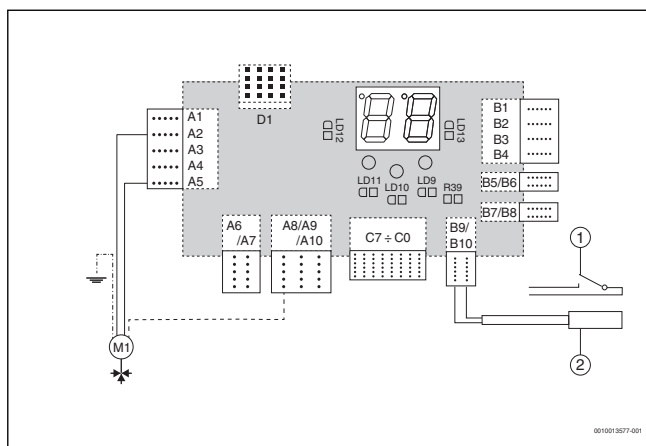 D1
LD12
LD13
A1
A2
A3
A4
A5
B1
B2
B3
B4
LD11
LD10
LD9
R39
B5/B6
B7/B8
A6
/A7
A8/A9
/A10
C7 ÷ C0
B9/
B10
1
M1
2
0010013577-001